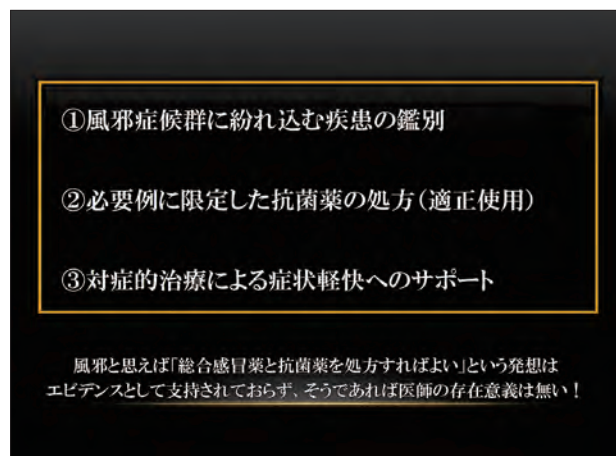 ①風邪症候群に紛れ込む疾患の鑑別
②必要例に限定した抗菌薬の処方（適正使用）
③対症的治療による症状軽快へのサポート
風邪と思えば「総合感冒薬と抗菌薬を処方すればよい」という発想は
エビデンスとして支持されておらず、そうであれば医師の存在意義は無い！